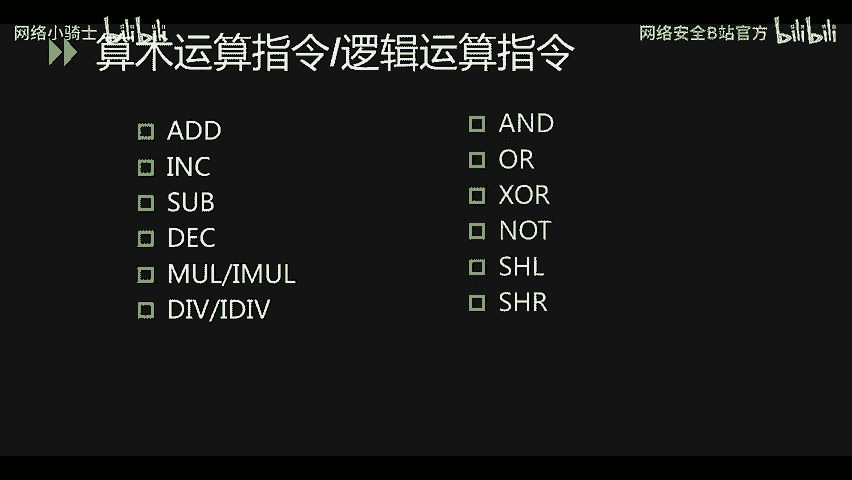 网络小骑士 bilibili
网络安全B站官方 bilibili
算术运算指令/逻辑运算指令
ADD
INC
SUB
DEC
MUL/IMUL
DIV/IDIV
AND
OR
XOR
NOT
SHL
SHR